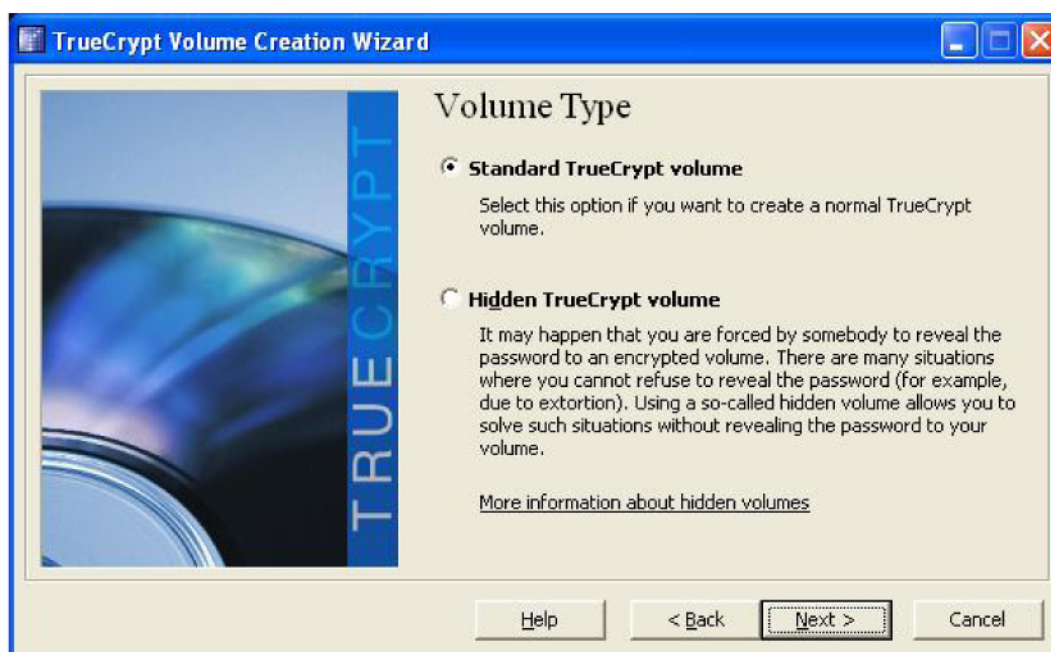 TrueCrypt Volume Creation Wizard
TRUECRYPT
Volume Type
Standard TrueCrypt volume
Select this option if you want to create a normal TrueCrypt
volume.
Hidden TrueCrypt volume
It may happen that you are forced by somebody to reveal the
password to an encrypted volume. There are many situations
where you cannot refuse to reveal the password (for example,
due to extortion). Using a so-called hidden volume allows you to
solve such situations without revealing the password to your
volume.
More information about hidden volumes
Help
< Back
Next >
Cancel